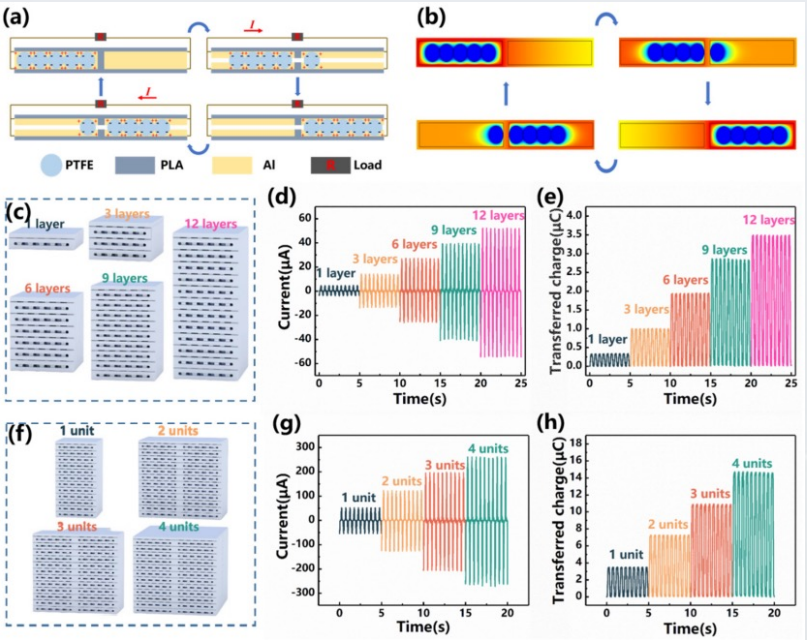 (a)
I
I
PTFE
PLA
Al
Load
(b)
(c)
1 layer
3 layers
12 layers
6 layers
9 layers
(d)
60
40
20
0
-20
-40
-60
Current(μA)
1 layer
3 layers
6 layers
9 layers
12 layers
0 5 10 15 20 25
Time(s)
(e)
4.0
3.5
3.0
2.5
2.0
1.5
1.0
0.5
0.0
Transferred charge(μC)
1 layer
3 layers
6 layers
9 layers
12 layers
0 5 10 15 20 25
Time(s)
(f)
1 unit
2 units
3 units
4 units
(g)
300
200
100
0
-100
-200
-300
Current(μA)
1 unit
2 units
3 units
4 units
0 5 10 15 20
Time(s)
(h)
18
16
14
12
10
8
6
4
2
0
Transferred charge(μC)
1 unit
2 units
3 units
4 units
0 5 10 15 20
Time(s)